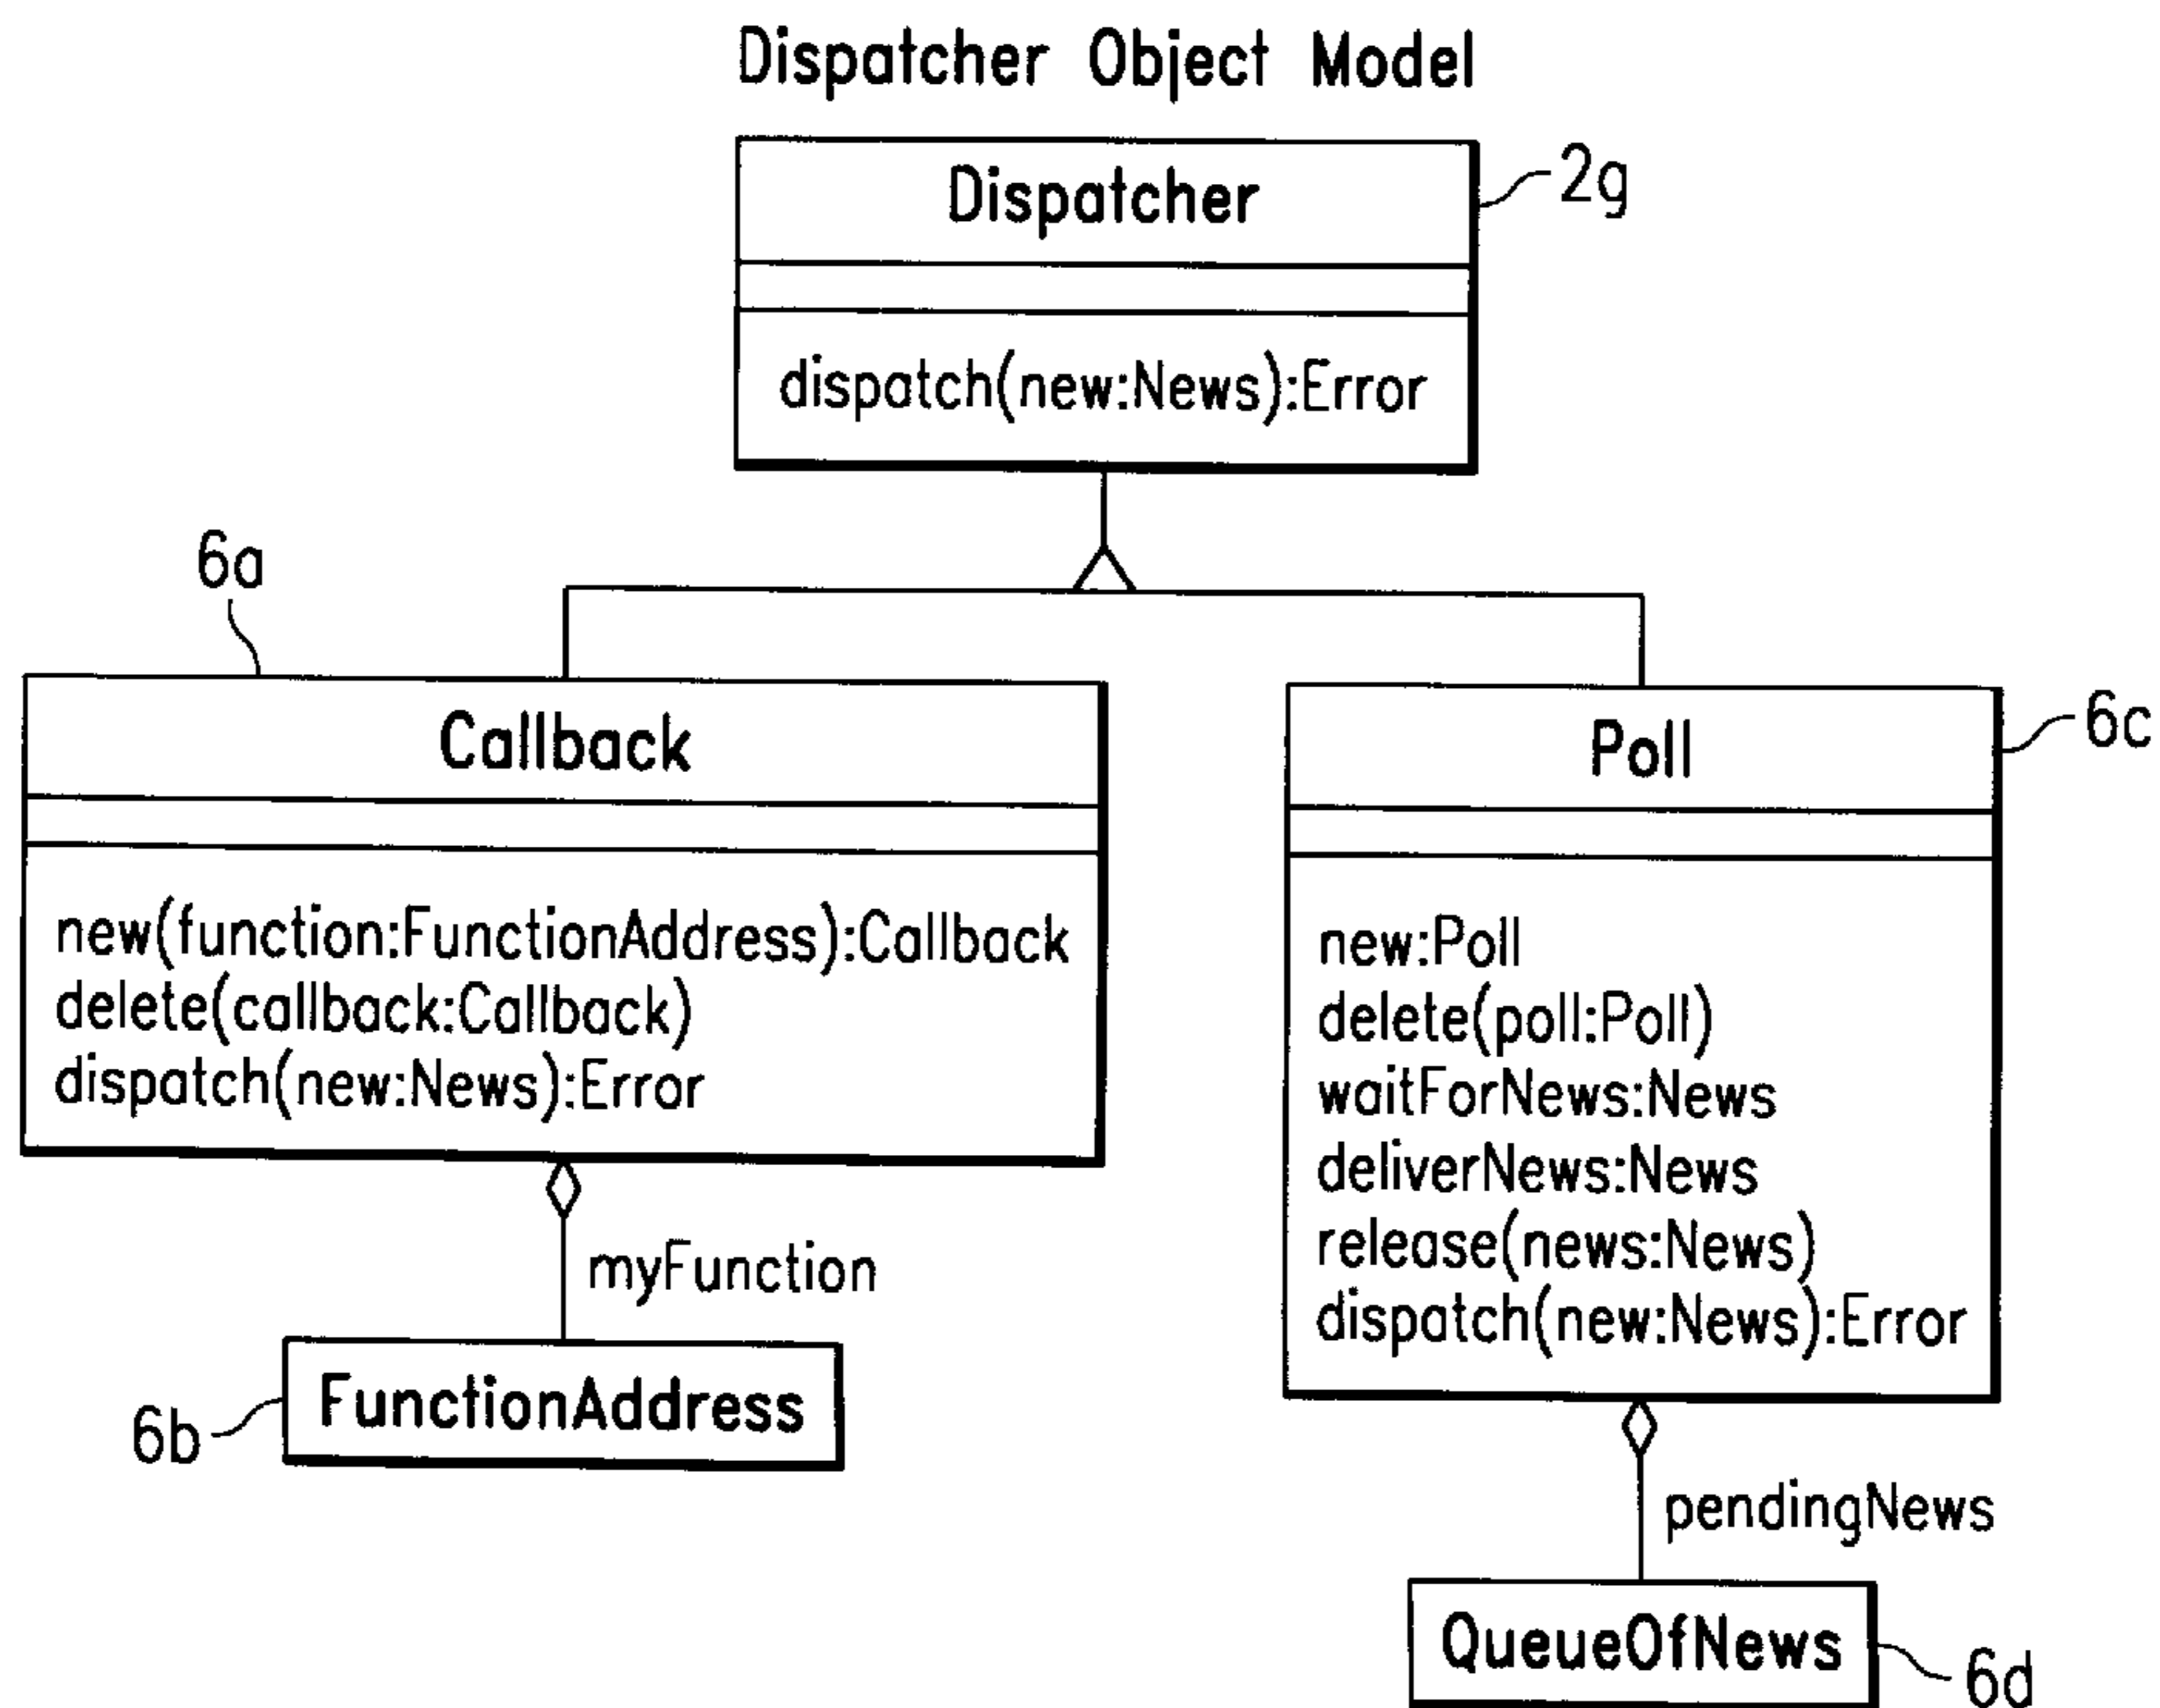 Dispatcher Object Model
Dispatcher
2g
dispatch(new:News):Error
6a
Callback
new(function:FunctionAddress):Callback
delete(callback:Callback)
dispatch(new:News):Error
myFunction
FunctionAddress
6b
Poll
6c
new:Poll
delete(poll:Poll)
waitForNews:News
deliverNews:News
release(news:News)
dispatch(new:News):Error
pendingNews
QueueOfNews
6d